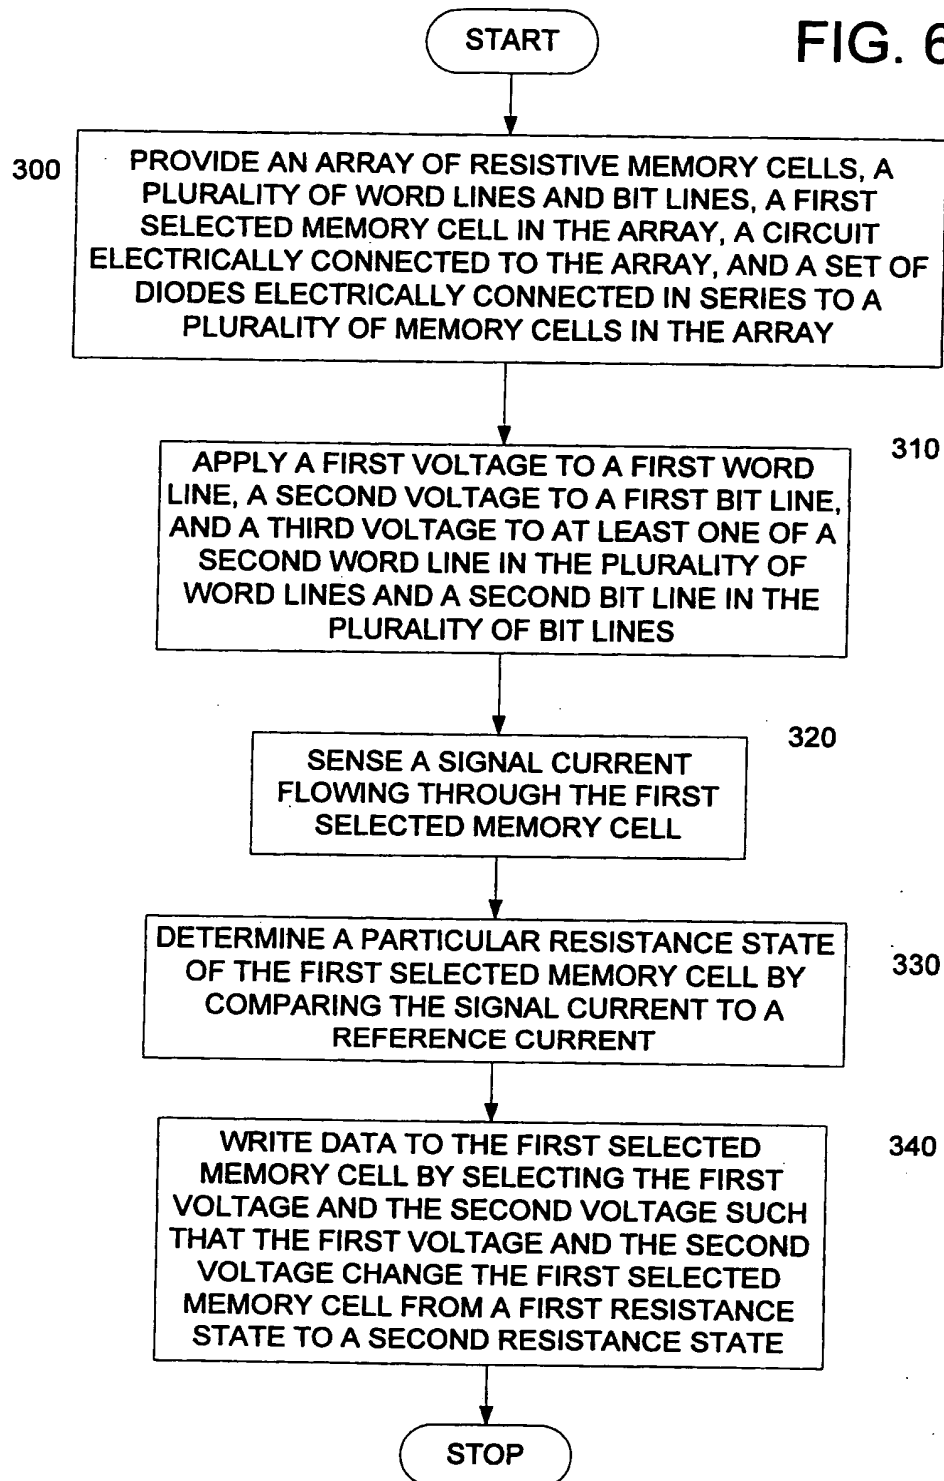 START
FIG. 6
300
PROVIDE AN ARRAY OF RESISTIVE MEMORY CELLS, A
PLURALITY OF WORD LINES AND BIT LINES, A FIRST
SELECTED MEMORY CELL IN THE ARRAY, A CIRCUIT
ELECTRICALLY CONNECTED TO THE ARRAY, AND A SET OF
DIODES ELECTRICALLY CONNECTED IN SERIES TO A
PLURALITY OF MEMORY CELLS IN THE ARRAY
310
APPLY A FIRST VOLTAGE TO A FIRST WORD
LINE, A SECOND VOLTAGE TO A FIRST BIT LINE,
AND A THIRD VOLTAGE TO AT LEAST ONE OF A
SECOND WORD LINE IN THE PLURALITY OF
WORD LINES AND A SECOND BIT LINE IN THE
PLURALITY OF BIT LINES
320
SENSE A SIGNAL CURRENT
FLOWING THROUGH THE FIRST
SELECTED MEMORY CELL
DETERMINE A PARTICULAR RESISTANCE STATE
OF THE FIRST SELECTED MEMORY CELL BY
COMPARING THE SIGNAL CURRENT TO A
REFERENCE CURRENT
330
WRITE DATA TO THE FIRST SELECTED
MEMORY CELL BY SELECTING THE FIRST
VOLTAGE AND THE SECOND VOLTAGE SUCH
THAT THE FIRST VOLTAGE AND THE SECOND
VOLTAGE CHANGE THE FIRST SELECTED
MEMORY CELL FROM A FIRST RESISTANCE
STATE TO A SECOND RESISTANCE STATE
340
STOP